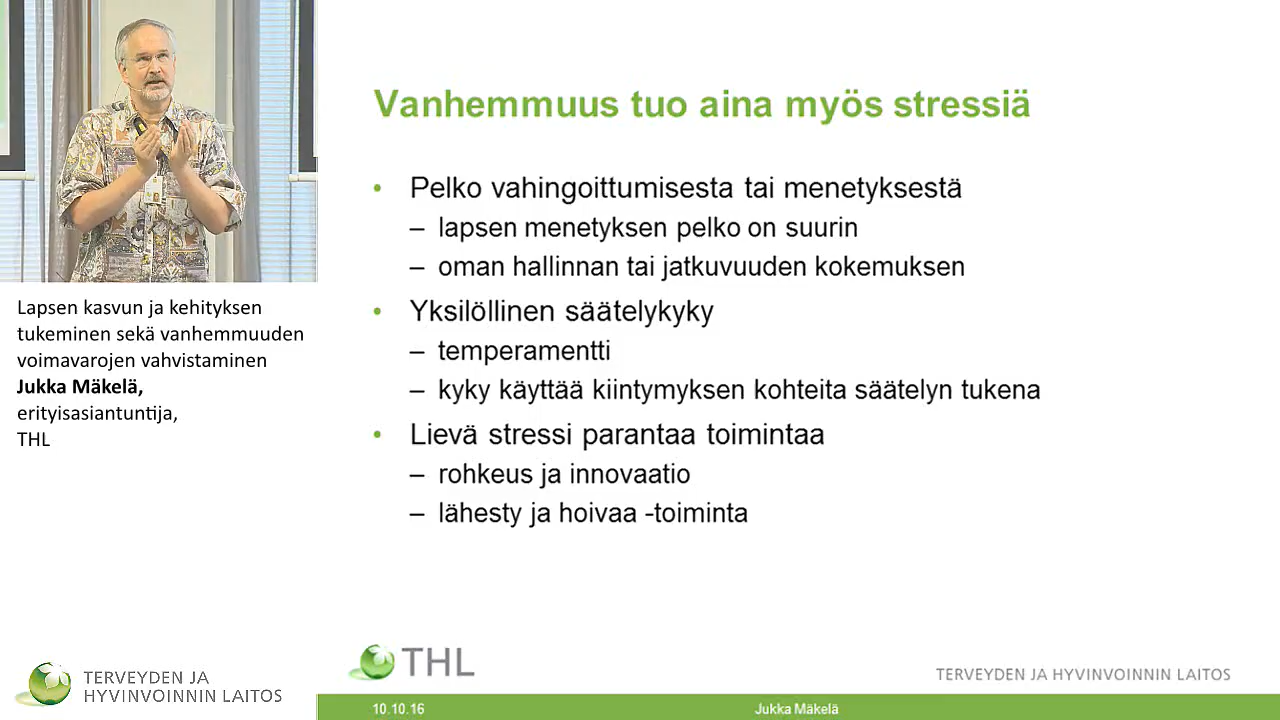 Lapsen kasvun ja kehityksen
tukeminen sekä vanhemmuuden
voimavarojen vahvistaminen
Jukka Mäkelä,
erityisasiantuntija,
THL
TERVEYDEN JA
HYVINVOINNIN LAITOS
Vanhemmuus tuo aina myös stressiä
• Pelko vahingoittumisesta tai menetyksestä
– lapsen menetyksen pelko on suurin
– oman hallinnan tai jatkuvuuden kokemuksen
• Yksilöllinen säätelykyky
– temperamentti
– kyky käyttää kiintymyksen kohteita säätelyn tukena
• Lievä stressi parantaa toimintaa
– rohkeus ja innovaatio
– lähesty ja hoivaa -toiminta
THL
TERVEYDEN JA HYVINVOINNIN LAITOS
10.10.16
Jukka Mäkelä